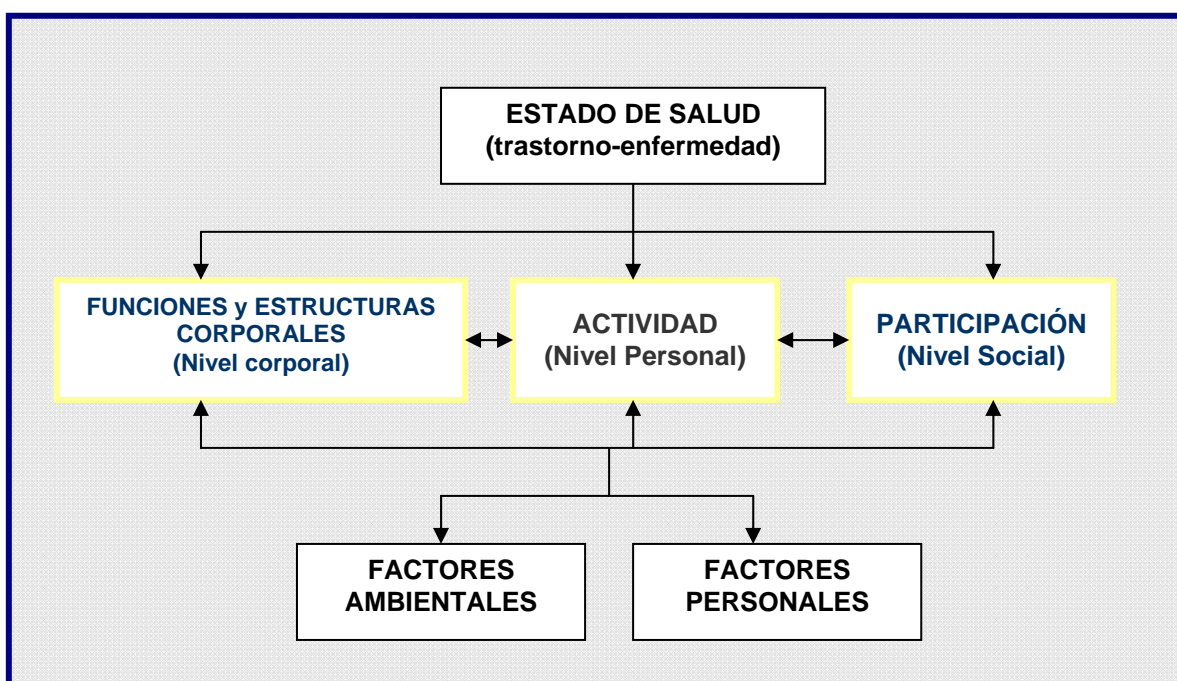 ESTADO DE SALUD
(trastorno-enfermedad)
FUNCIONES y ESTRUCTURAS
CORPORALES
(Nivel corporal)
ACTIVIDAD
(Nivel Personal)
PARTICIPACIÓN
(Nivel Social)
FACTORES
AMBIENTALES
FACTORES
PERSONALES